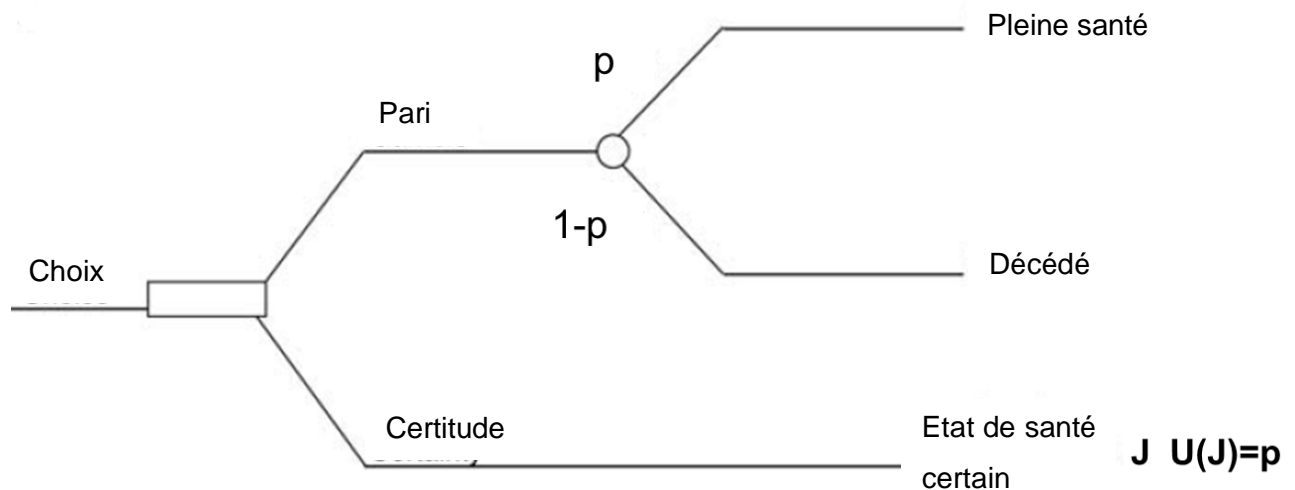 Pleine santé
p
Pari
1-p
Choix
Décédé
Certitude
Etat de santé
certain
J U(J)=p